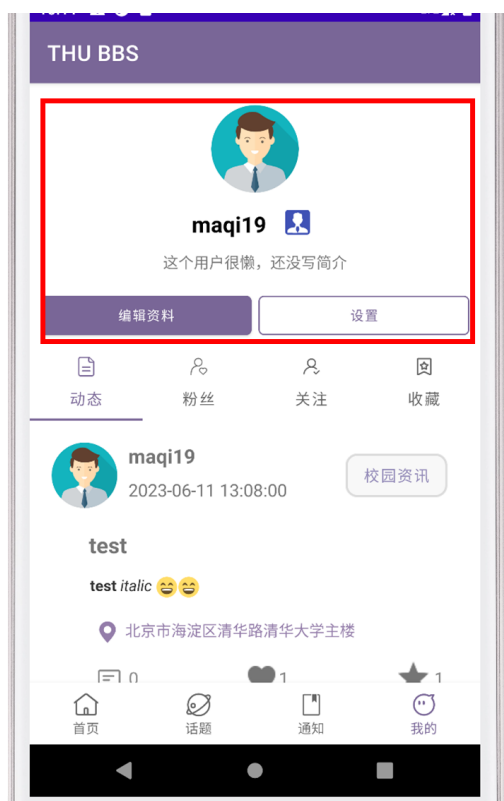 THU BBS
maqi19
这个用户很懒，还没写简介
编辑资料
设置
动态
粉丝
关注
收藏
maqi19
2023-06-11 13:08:00
校园资讯
test
test italic 😄😄
北京市海淀区清华路清华大学主楼
0
1
1
首页
话题
通知
我的